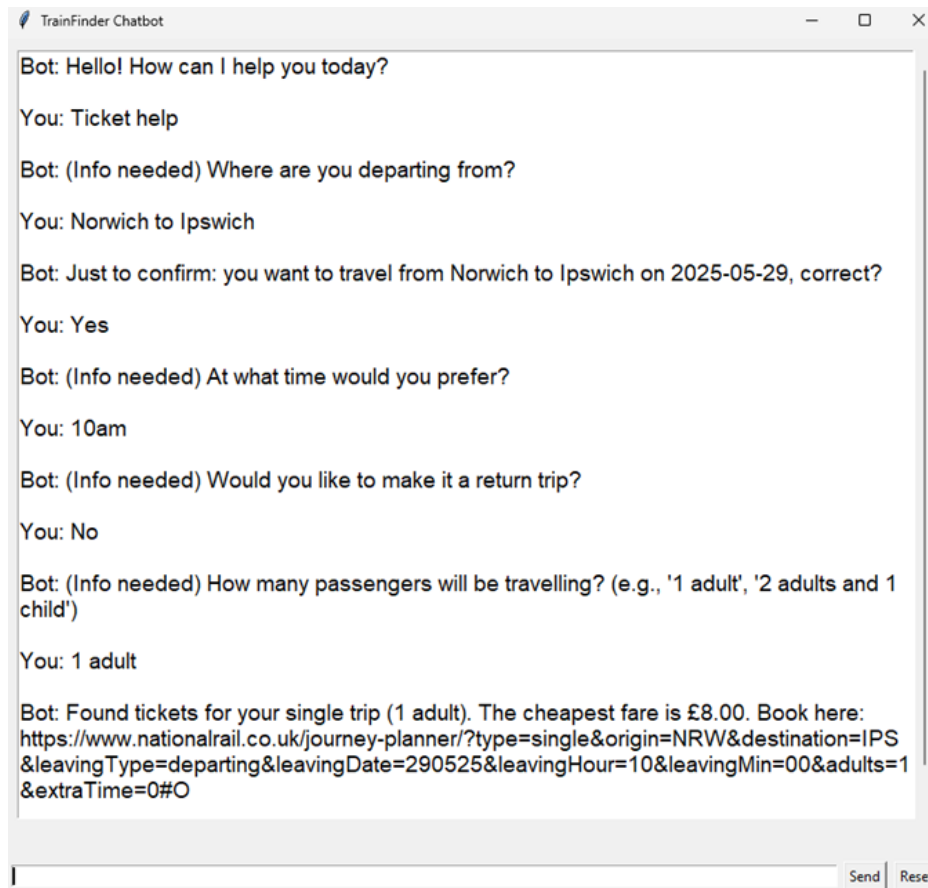 TrainFinder Chatbot
Bot: Hello! How can I help you today?
You: Ticket help
Bot: (Info needed) Where are you departing from?
You: Norwich to Ipswich
Bot: Just to confirm: you want to travel from Norwich to Ipswich on 2025-05-29, correct?
You: Yes
Bot: (Info needed) At what time would you prefer?
You: 10am
Bot: (Info needed) Would you like to make it a return trip?
You: No
Bot: (Info needed) How many passengers will be travelling? (e.g., '1 adult', '2 adults and 1
child')
You: 1 adult
Bot: Found tickets for your single trip (1 adult). The cheapest fare is £8.00. Book here:
https://www.nationalrail.co.uk/journey-planner/?type=single&origin=NRW&destination=IPS
&leavingType=departing&leavingDate=290525&leavingHour=10&leavingMin=00&adults=1
&extraTime=0#O
Send Rese